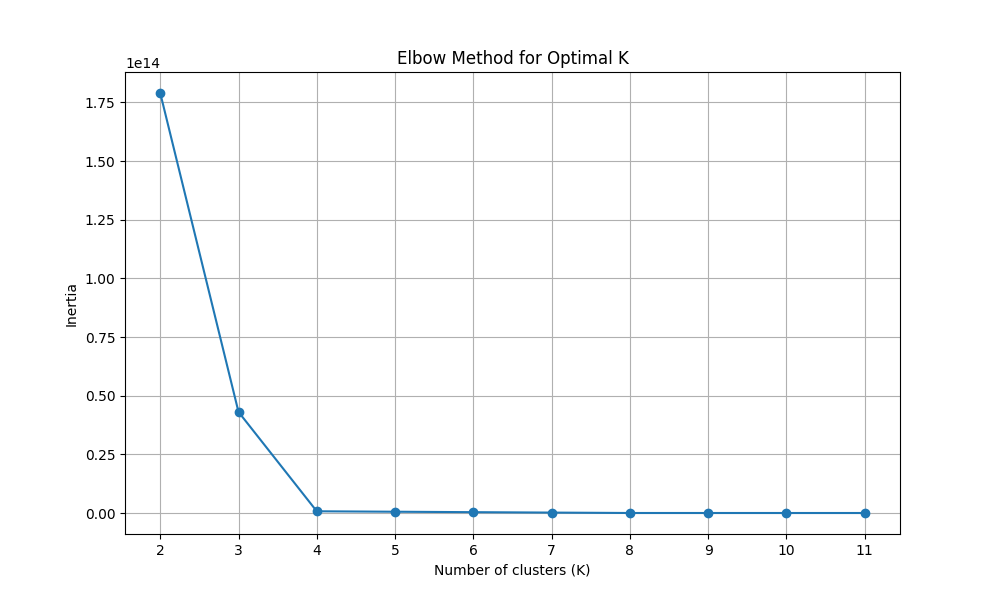 Elbow Method for Optimal K
1e14
1.75
1.50
1.25
1.00
0.75
0.50
0.25
0.00
Inertia
2 3 4 5 6 7 8 9 10 11
Number of clusters (K)